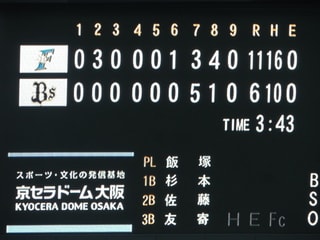 1 2 3 4 5 6 7 8 9 R H E
F 0 3 0 0 0 1 3 4 0 11 16 0
Bs 0 0 0 0 0 0 5 1 0 6 10 0
TIME 3:43
スポーツ・文化の発信基地
京セラドーム大阪
KYOCERA DOME OSAKA
PL 飯塚
1B 杉本
2B 佐藤
3B 友寄
H E Fc
B
S
O